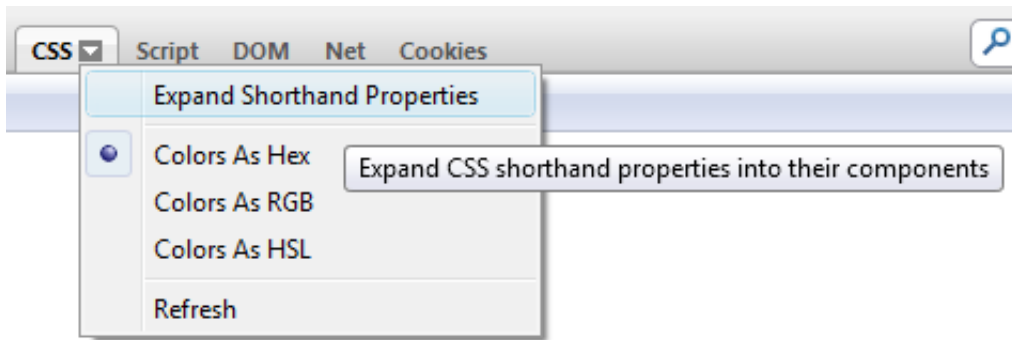 CSS Script DOM Net Cookies
Expand Shorthand Properties
Colors As Hex
Expand CSS shorthand properties into their components
Colors As RGB
Colors As HSL
Refresh